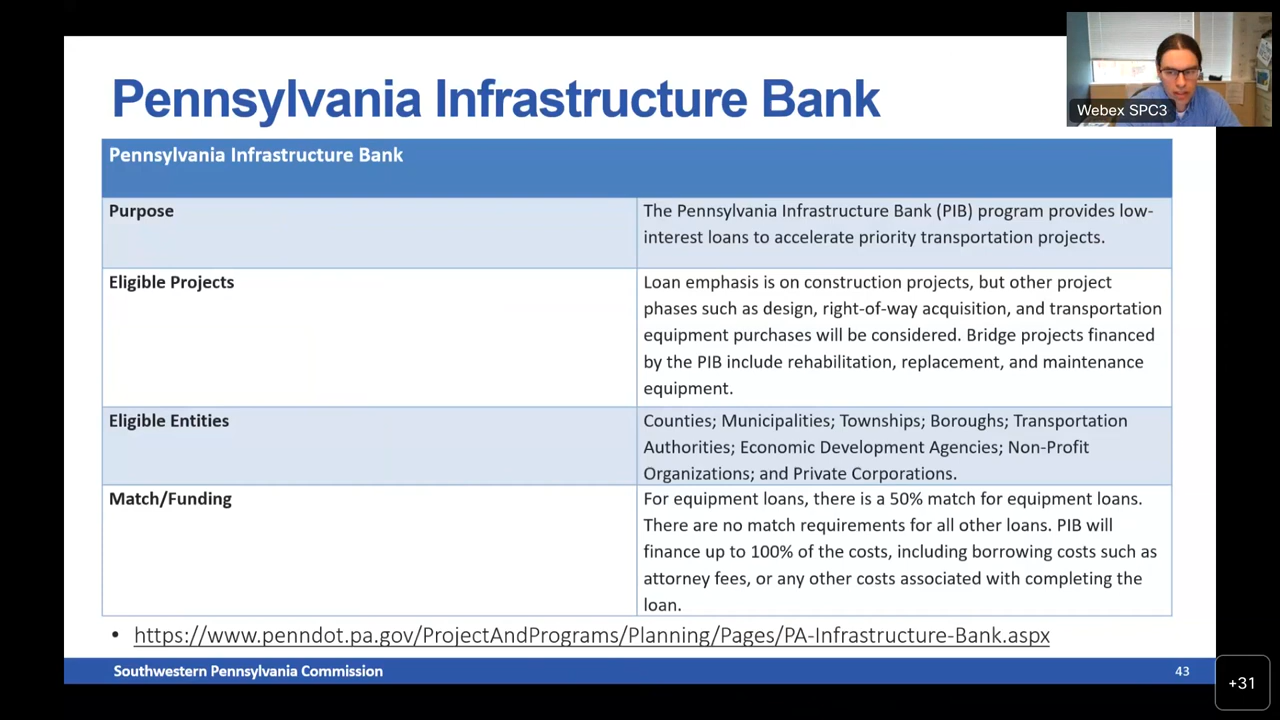 Pennsylvania Infrastructure Bank
Webex SPC3
Pennsylvania Infrastructure Bank
Purpose
The Pennsylvania Infrastructure Bank (PIB) program provides low-
interest loans to accelerate priority transportation projects.
Eligible Projects
Loan emphasis is on construction projects, but other project
phases such as design, right-of-way acquisition, and transportation
equipment purchases will be considered. Bridge projects financed
by the PIB include rehabilitation, replacement, and maintenance
equipment.
Eligible Entities
Counties; Municipalities; Townships; Boroughs; Transportation
Authorities; Economic Development Agencies; Non-Profit
Organizations; and Private Corporations.
Match/Funding
For equipment loans, there is a 50% match for equipment loans.
There are no match requirements for all other loans. PIB will
finance up to 100% of the costs, including borrowing costs such as
attorney fees, or any other costs associated with completing the
loan.
• https://www.penndot.pa.gov/ProjectAndPrograms/Planning/Pages/PA-Infrastructure-Bank.aspx
Southwestern Pennsylvania Commission
43
+31